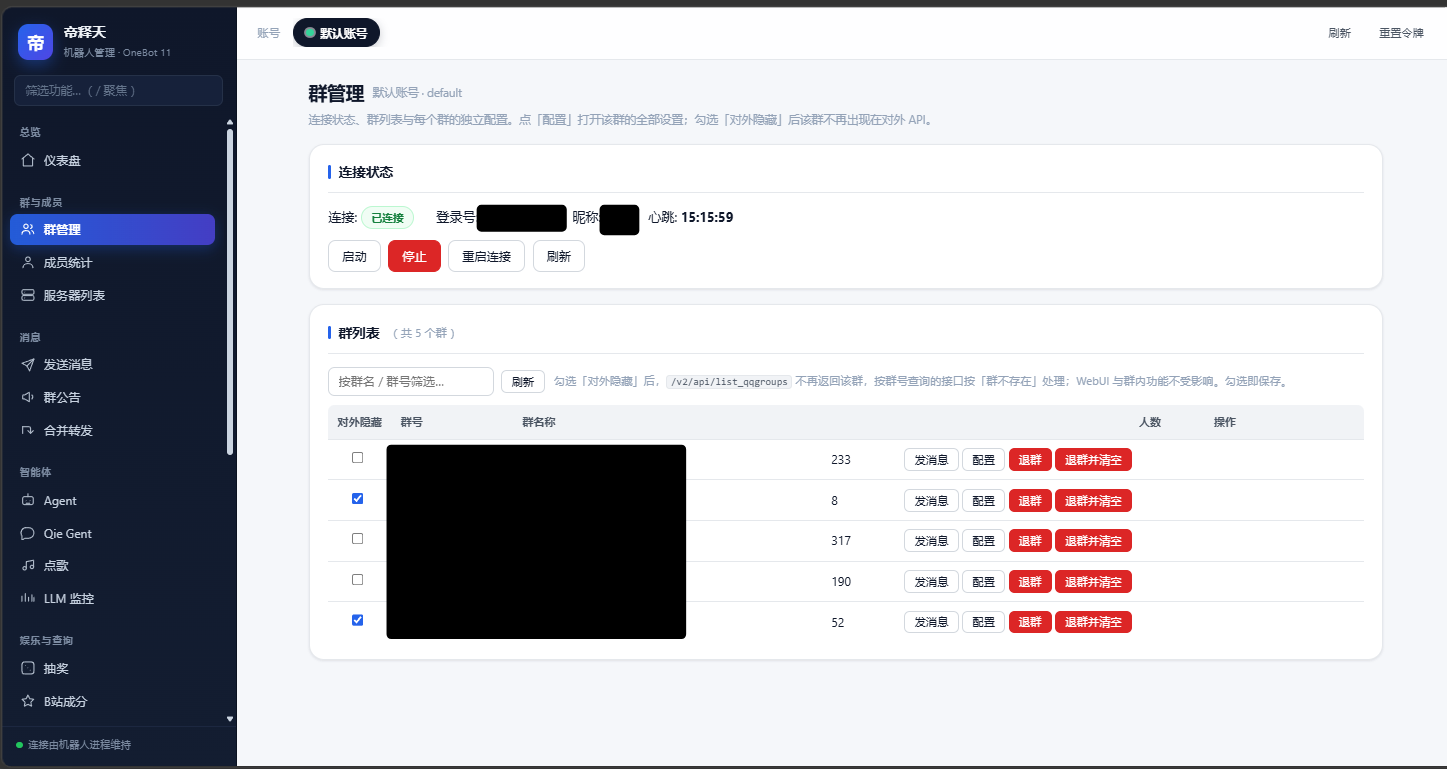 帝
帝释天
机器人管理 · OneBot 11
筛选功能... ( / 聚焦 )
总览
仪表盘
群与成员
群管理
成员统计
服务器列表
消息
发送消息
群公告
合并转发
智能体
Agent
Qie Gent
点歌
LLM 监控
娱乐与查询
抽奖
B站成分
连接由机器人进程维持
账号 默认账号 刷新 重置令牌
群管理 默认账号 · default
连接状态、群列表与每个群的独立配置。点「配置」打开该群的全部设置；勾选「对外隐藏」后该群不再出现在对外 API。
连接状态
连接: 已连接 登录号: 昵称: 心跳: 15:15:59
启动 停止 重启连接 刷新
群列表 ( 共 5 个群 )
按群名 / 群号筛选... 刷新 勾选「对外隐藏」后， /v2/api/list_qqgroups 不再返回该群，按群号查询的接口按「群不存在」处理；WebUI 与群内功能不受影响。勾选即保存。
对外隐藏 群号 群名称 人数 操作
233 发消息 配置 退群 退群并清空
8 发消息 配置 退群 退群并清空
317 发消息 配置 退群 退群并清空
190 发消息 配置 退群 退群并清空
52 发消息 配置 退群 退群并清空